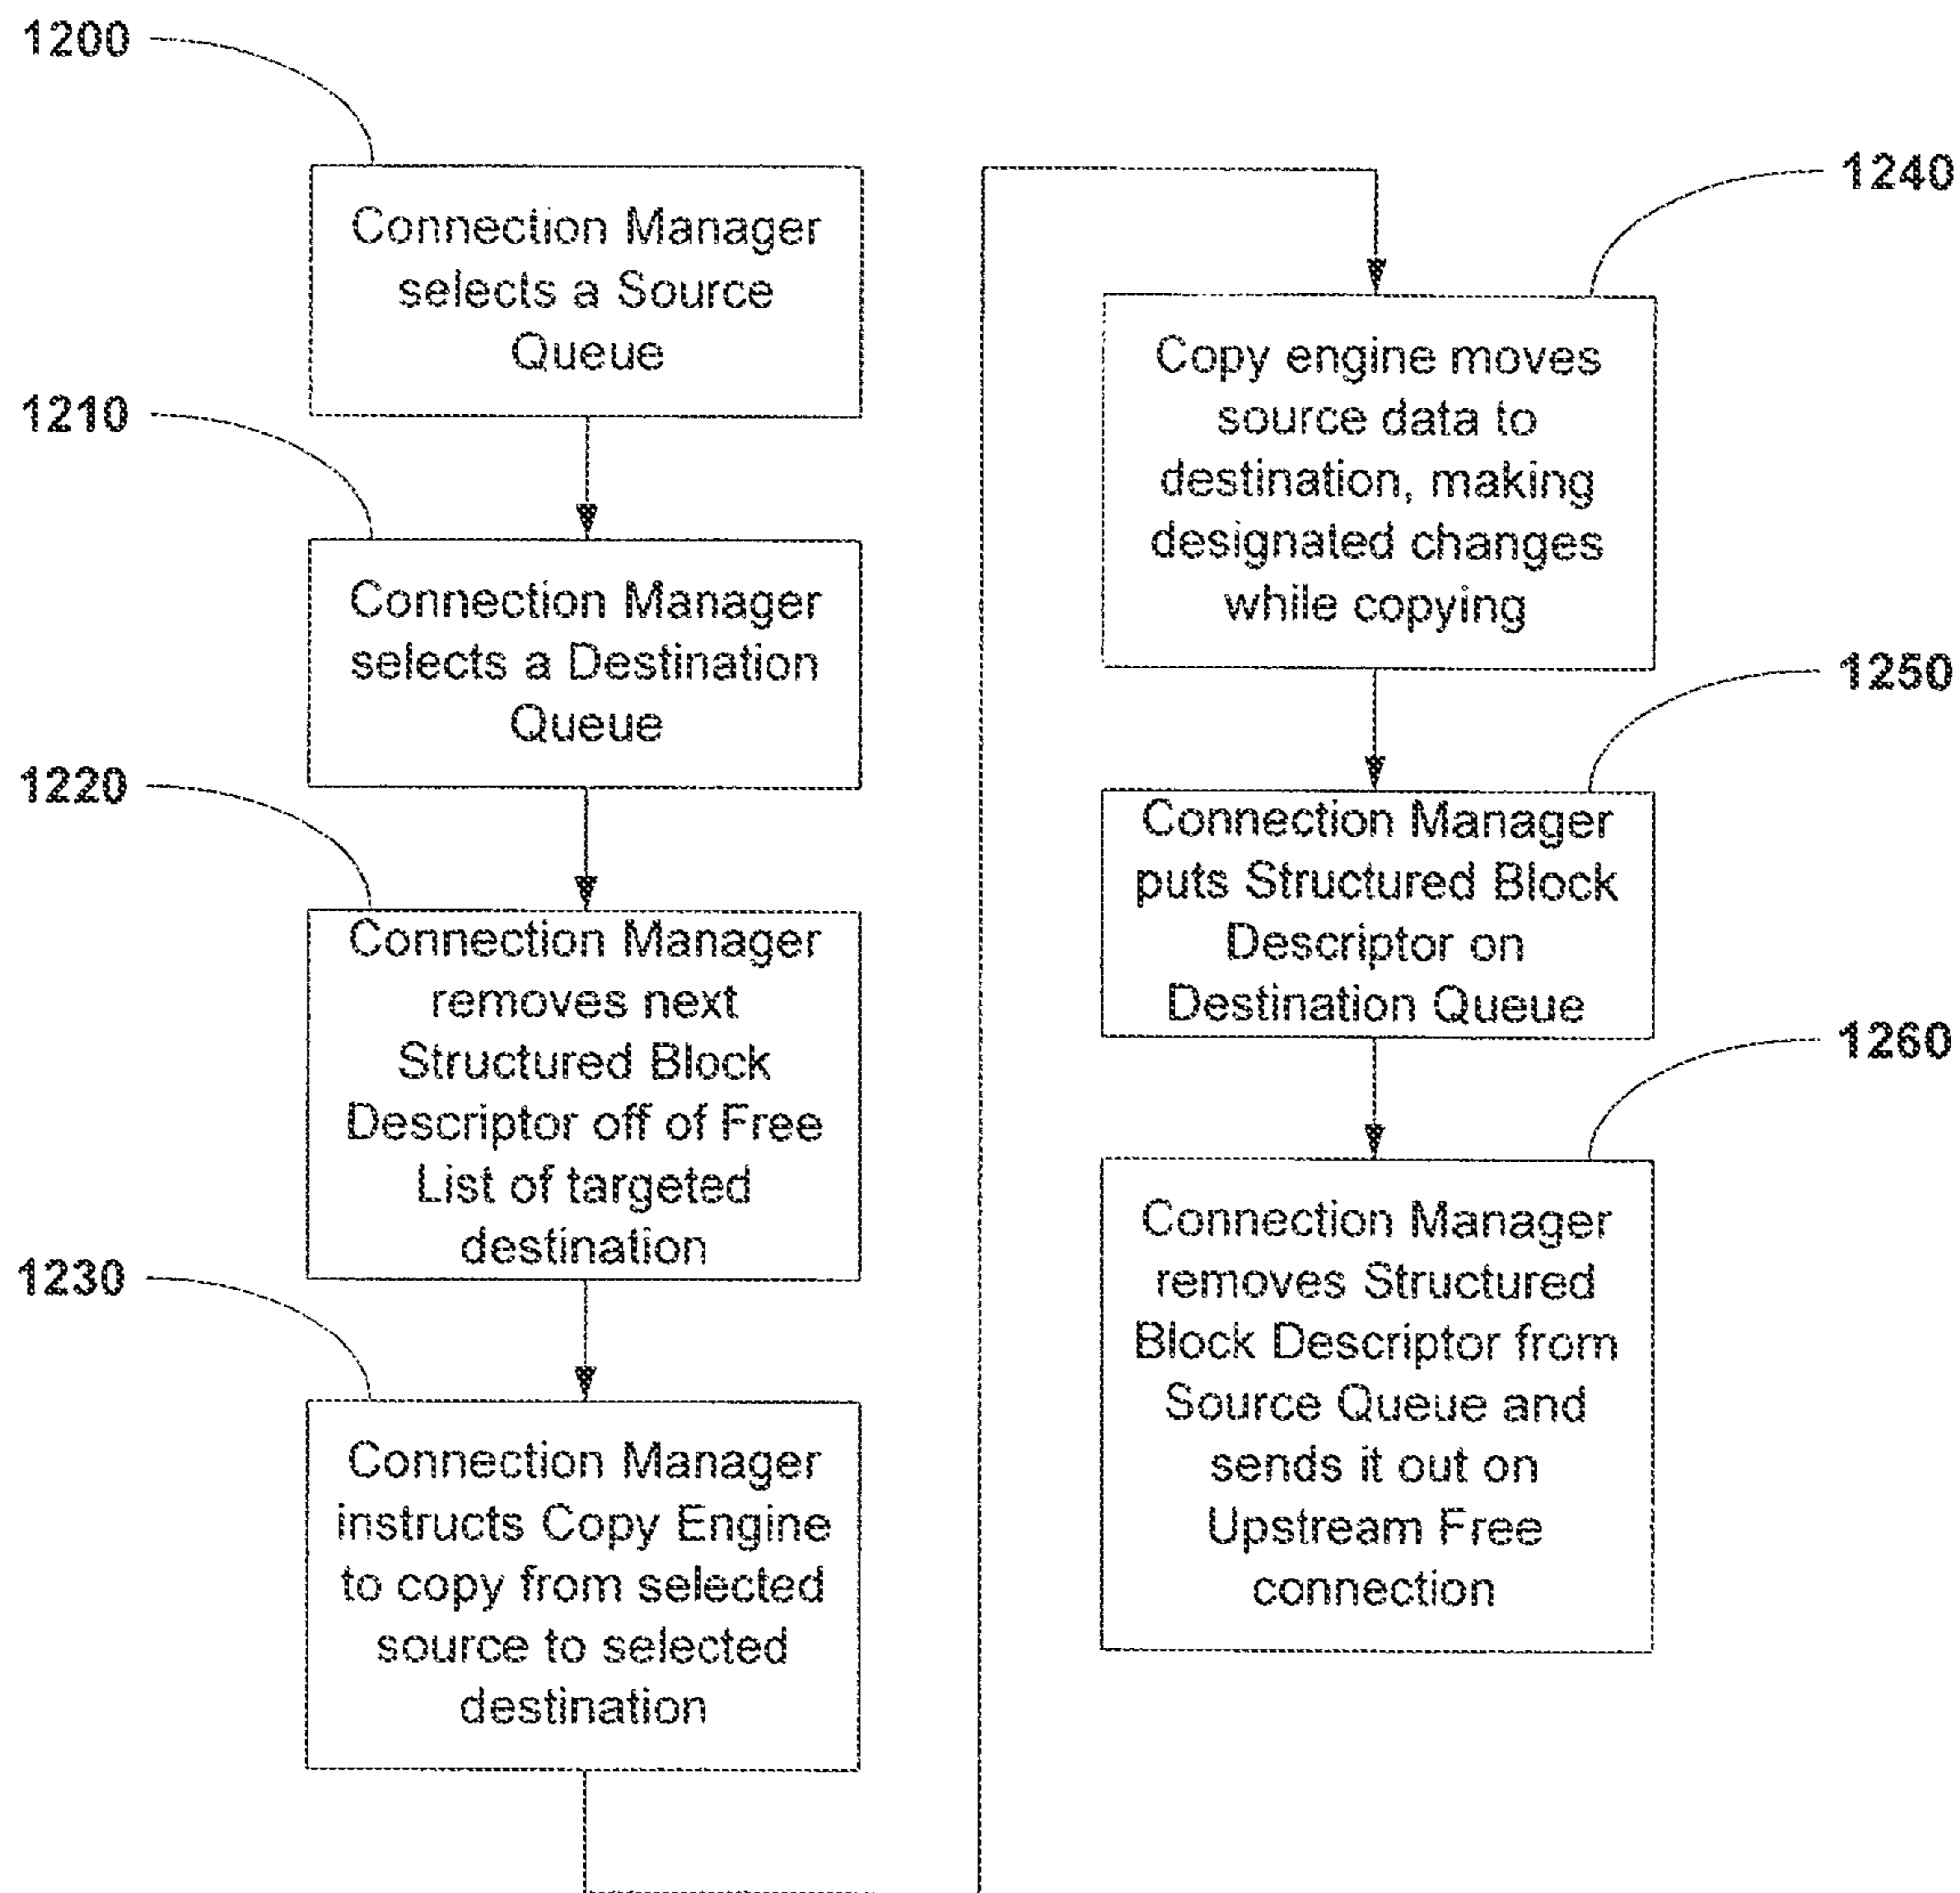 1200
Connection Manager
selects a Source
Queue
1210
Connection Manager
selects a Destination
Queue
1220
Connection Manager
removes next
Structured Block
Descriptor off of Free
List of targeted
destination
1230
Connection Manager
instructs Copy Engine
to copy from selected
source to selected
destination
1240
Copy engine moves
source data to
destination, making
designated changes
while copying
1250
Connection Manager
puts Structured Block
Descriptor on
Destination Queue
1260
Connection Manager
removes Structured
Block Descriptor from
Source Queue and
sends it out on
Upstream Free
connection